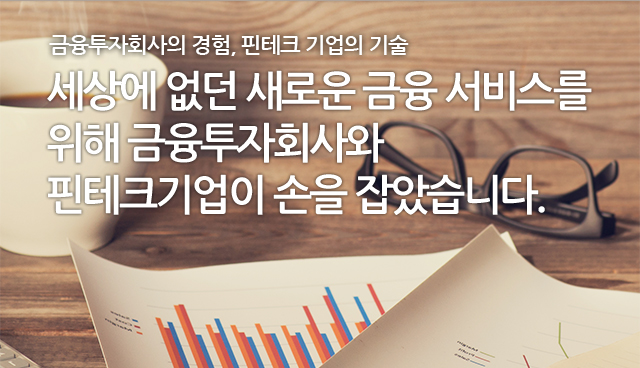 금융투자회사의 경험, 핀테크 기업의 기술
세상에 없던 새로운 금융 서비스를
위해 금융투자회사와
핀테크기업이 손을 잡았습니다.